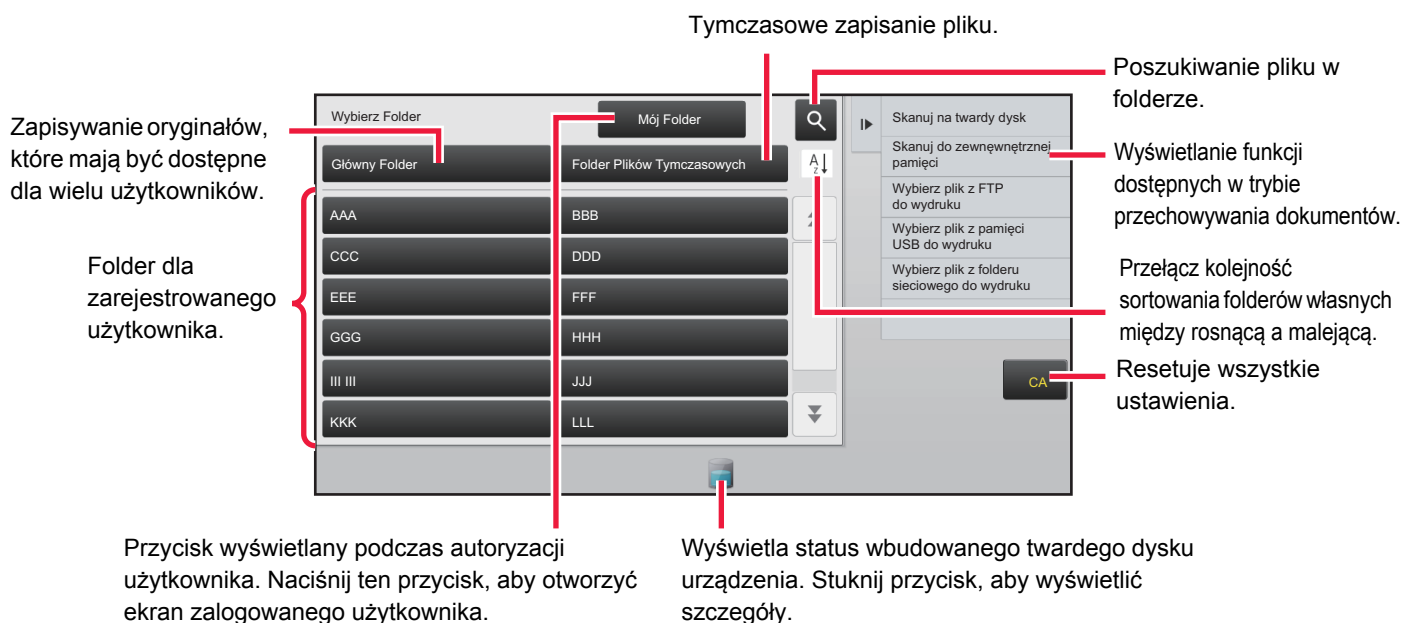 Tymczasowe zapisanie pliku.
Poszukiwanie pliku w
folderze.
Zapisywanie oryginałów,
które mają być dostępne
dla wielu użytkowników.
Folder dla
zarejestrowanego
użytkownika.
Wybierz Folder
Mój Folder
Główny Folder
Folder Plików Tymczasowych
A
z
AAA
BBB
CCC
DDD
EEE
FFF
GGG
HHH
III III
JJJ
KKK
LLL
Skanuj na twardy dysk
Skanuj do zewnęwnętrznej
pamięci
Wybierz plik z FTP
do wydruku
Wybierz plik z pamięci
USB do wydruku
Wybierz plik z folderu
sieciowego do wydruku
CA
Wyświetlanie funkcji
dostępnych w trybie
przechowywania dokumentów.
Przełącz kolejność
sortowania folderów własnych
między rosnącą a malejącą.
Resetuje wszystkie
ustawienia.
Przycisk wyświetlany podczas autoryzacji
użytkownika. Naciśnij ten przycisk, aby otworzyć
ekran zalogowanego użytkownika.
Wyświetla status wbudowanego twardego dysku
urządzenia. Stuknij przycisk, aby wyświetlić
szczegóły.